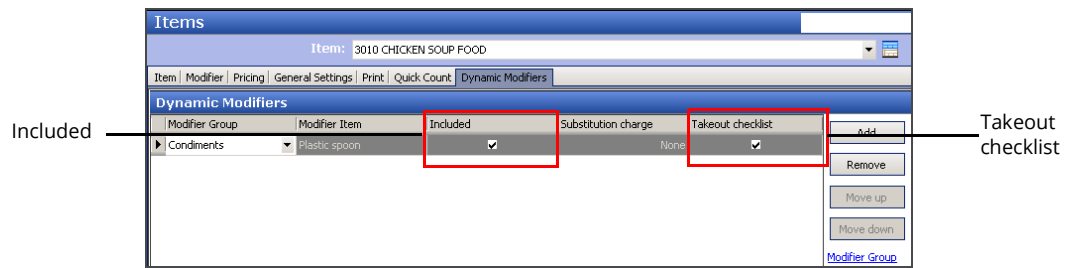 Items
Item: 3010 CHICKEN SOUP FOOD
Item Modifier Pricing General Settings Print Quick Count Dynamic Modifiers
Dynamic Modifiers
Modifier Group Modifier Item Included Substitution charge Takeout checklist
Condiments Plastic spoon None
Add
Remove
Move up
Move down
Modifier Group
Included
Takeout
checklist